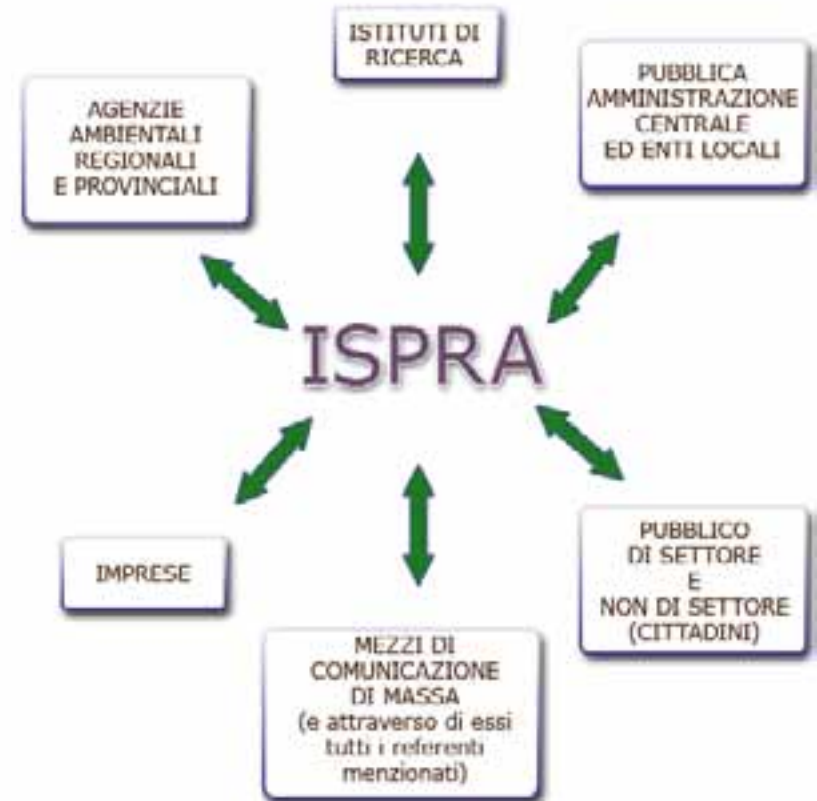 ISTITUTI DI
RICERCA
PUBBLICA
AMMINISTRAZIONE
CENTRALE
ED ENTI LOCALI
AGENZIE
AMBIENTALI
REGIONALI
E PROVINCIALI
ISPRA
IMPRESE
PUBBLICO
DI SETTORE
E
NON DI SETTORE
(CITTADINI)
MEZZI DI
COMUNICAZIONE
DI MASSA
(e attraverso di essi
tutti i referenti
menzionati)